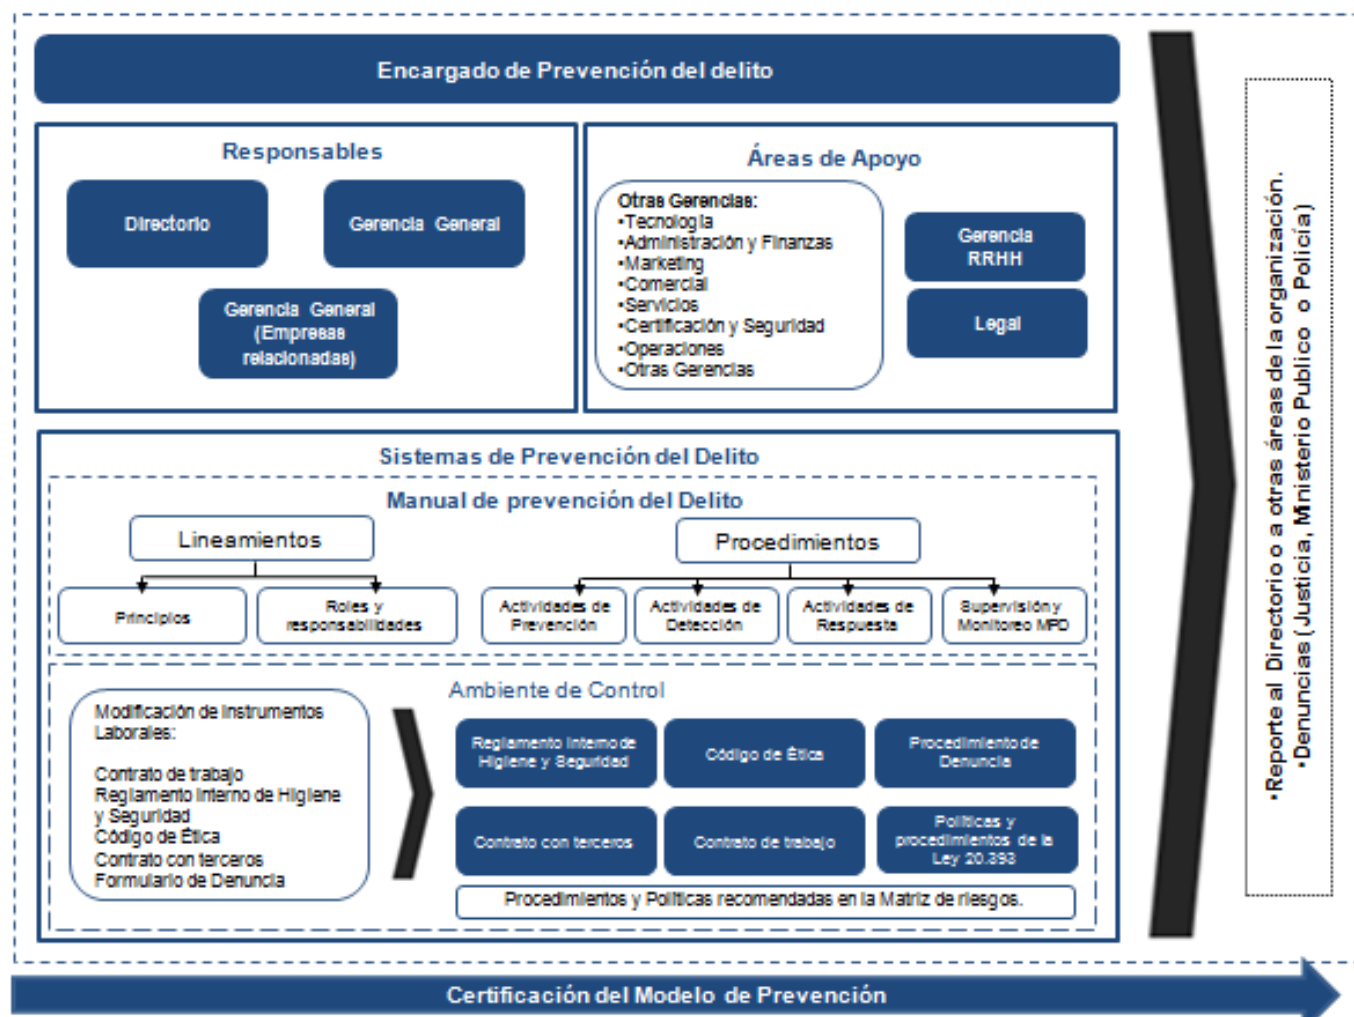 Encargado de Prevención del delito
Responsables
Directorio
Gerencia General
Gerencia General
(Empresas
relacionadas)
Áreas de Apoyo
Otras Gerencias:
•Tecnología
•Administración y Finanzas
•Marketing
•Comercial
•Servicios
•Certificación y Seguridad
•Operaciones
•Otras Gerencias
Gerencia
RRHH
Legal
Sistemas de Prevención del Delito
Manual de prevención del Delito
Lineamientos
Procedimientos
Principios
Roles y
responsabilidades
Actividades de
Prevención
Actividades de
Detección
Actividades de
Respuesta
Supervisión y
Monitoreo MPD
Modificación de Instrumentos
Laborales:
Contrato de trabajo
Reglamento Interno de Higiene
y Seguridad
Código de Ética
Contrato con terceros
Formulario de Denuncia
Ambiente de Control
Reglamento Interno de
Higiene y Seguridad
Código de Ética
Procedimiento de
Denuncia
Contrato con terceros
Contrato de trabajo
Políticas y
procedimientos de la
Ley 20.393
Procedimientos y Políticas recomendadas en la Matriz de riesgos.
•Reporte al Directorio o a otras áreas de la organización.
•Denuncias (Justicia, Ministerio Publico o Policía)
Certificación del Modelo de Prevención